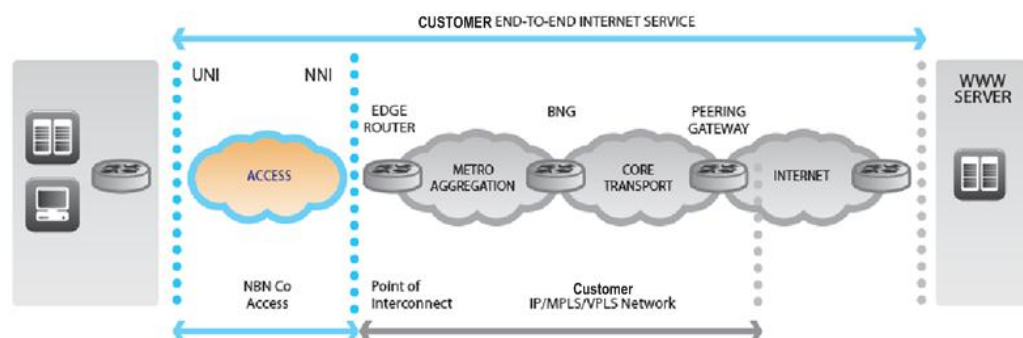 CUSTOMER END-TO-END INTERNET SERVICE
UNI
NNI
WWW
SERVER
EDGE
ROUTER
BNG
PEERING
GATEWAY
ACCESS
METRO
AGGREGATION
CORE
TRANSPORT
INTERNET
NBN Co
Access
Point of
Interconnect
Customer
IP/MPLS/VPLS Network